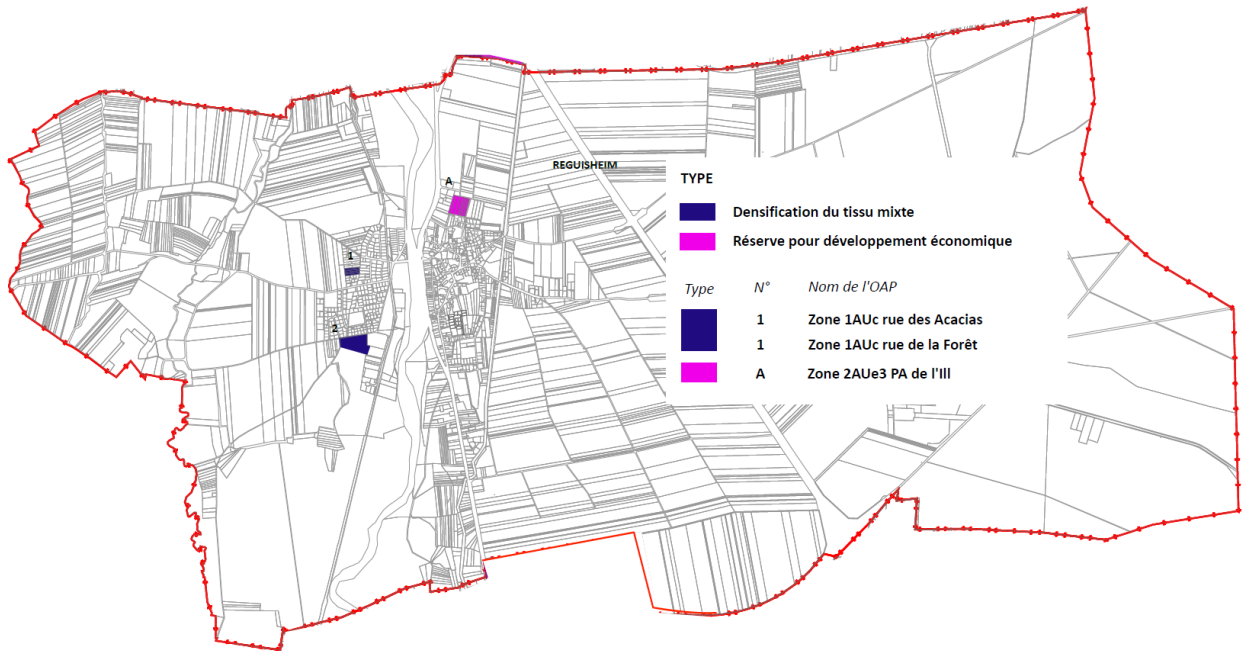 REGUISHEIM
A
1
2
TYPE
Densification du tissu mixte
Réserve pour développement économique
Type N° Nom de l'OAP
1 Zone 1AUc rue des Acacias
1 Zone 1AUc rue de la Forêt
A Zone 2AUe3 PA de l'Ill